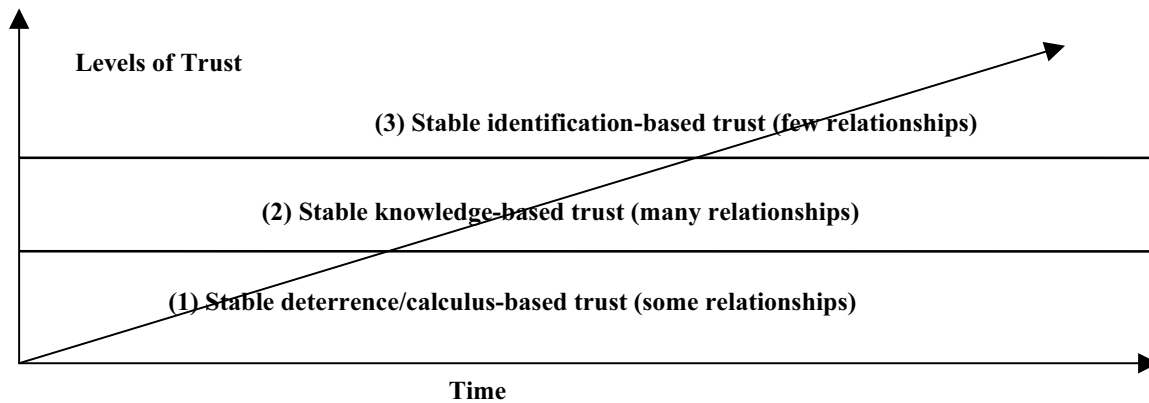 Levels of Trust
(3) Stable identification-based trust (few relationships)
(2) Stable knowledge-based trust (many relationships)
(1) Stable deterrence/calculus-based trust (some relationships)
Time